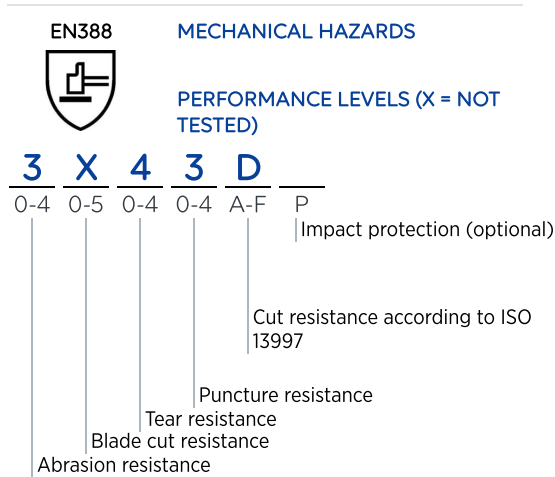 EN388
MECHANICAL HAZARDS
PERFORMANCE LEVELS (X = NOT
TESTED)
3 X 4 3 D
0-4 0-5 0-4 0-4 A-F P
Impact protection (optional)
Cut resistance according to ISO
13997
Puncture resistance
Tear resistance
Blade cut resistance
Abrasion resistance